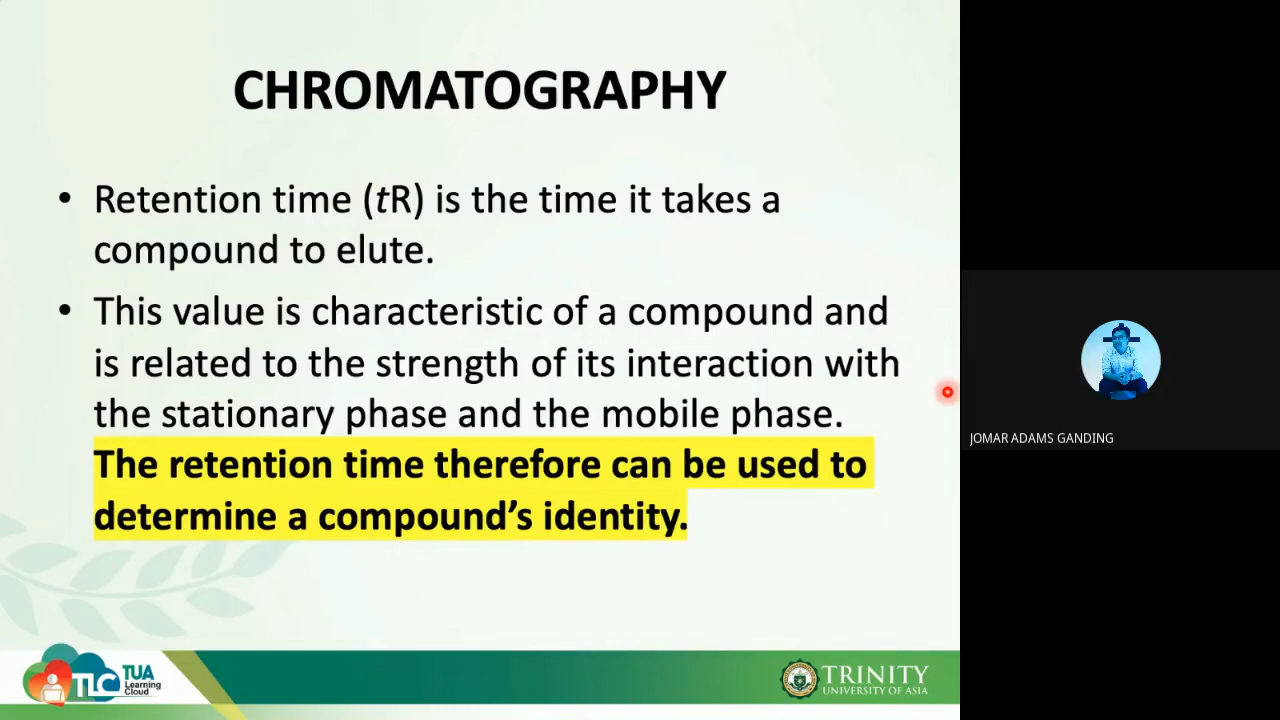 CHROMATOGRAPHY
• Retention time (tR) is the time it takes a
compound to elute.
• This value is characteristic of a compound and
is related to the strength of its interaction with
the stationary phase and the mobile phase.
The retention time therefore can be used to
determine a compound’s identity.
JOMAR ADAMS GANDING
TLC
TUA
Learning
Cloud
TRINITY
UNIVERSITY OF ASIA